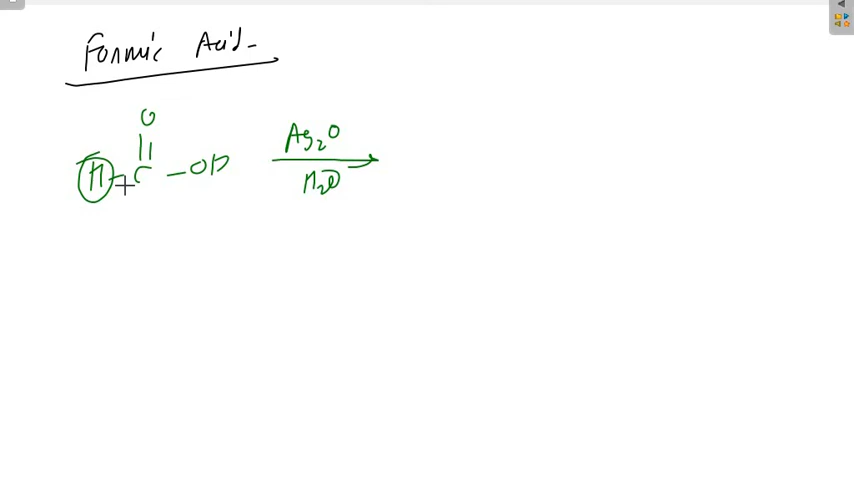 Formic Acid-
O
H - C - OH
Ag2O
H2O